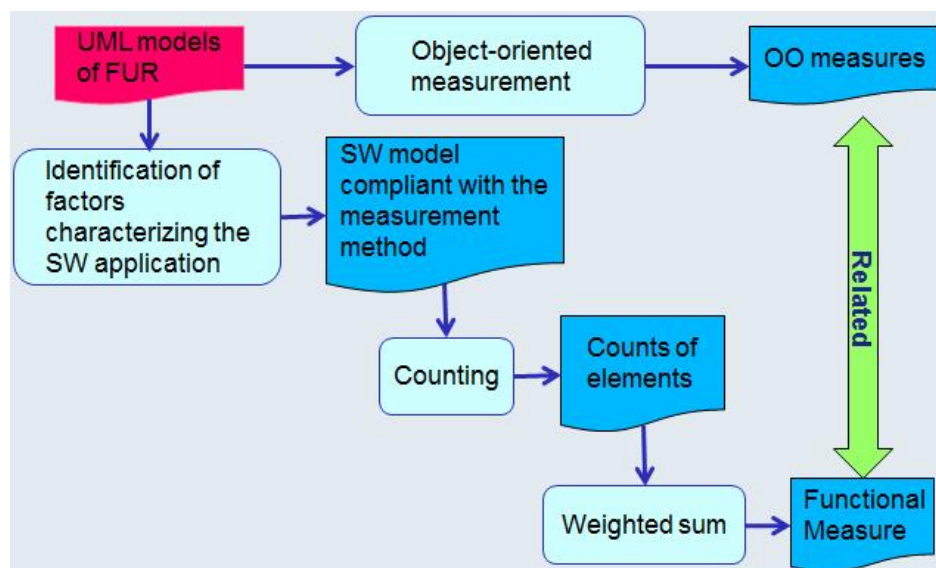 UML models
of FUR
Object-oriented
measurement
OO measures
Identification of
factors
characterizing the
SW application
SW model
compliant with the
measurement
method
Related
Counting
Counts of
elements
Weighted sum
Functional
Measure